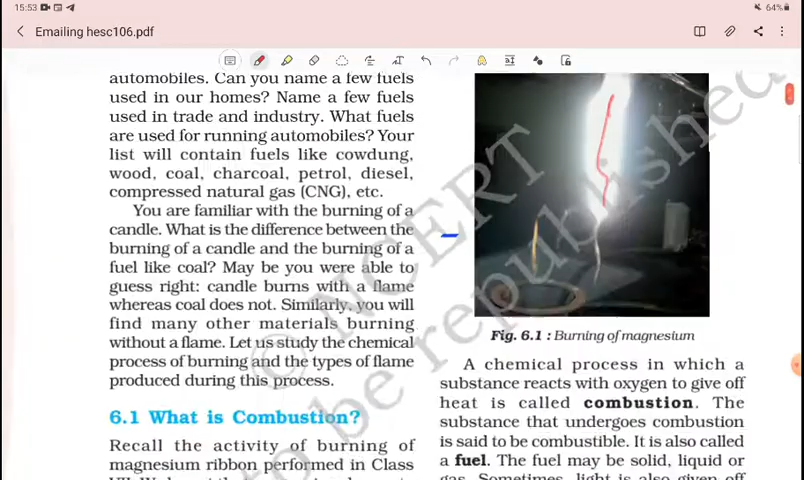 15:53
64%
Emailing hesc106.pdf
automobiles. Can you name a few fuels
used in our homes? Name a few fuels
used in trade and industry. What fuels
are used for running automobiles? Your
list will contain fuels like cowdung,
wood, coal, charcoal, petrol, diesel,
compressed natural gas (CNG), etc.
You are familiar with the burning of a
candle. What is the difference between the
burning of a candle and the burning of a
fuel like coal? May be you were able to
guess right: candle burns with a flame
whereas coal does not. Similarly, you will
find many other materials burning
without a flame. Let us study the chemical
process of burning and the types of flame
produced during this process.
6.1 What is Combustion?
Recall the activity of burning of
magnesium ribbon performed in Class
Fig. 6.1 : Burning of magnesium
A chemical process in which a
substance reacts with oxygen to give off
heat is called combustion. The
substance that undergoes combustion
is said to be combustible. It is also called
a fuel. The fuel may be solid, liquid or
gas. Sometimes, light is also given off
© NCERT
to be republished